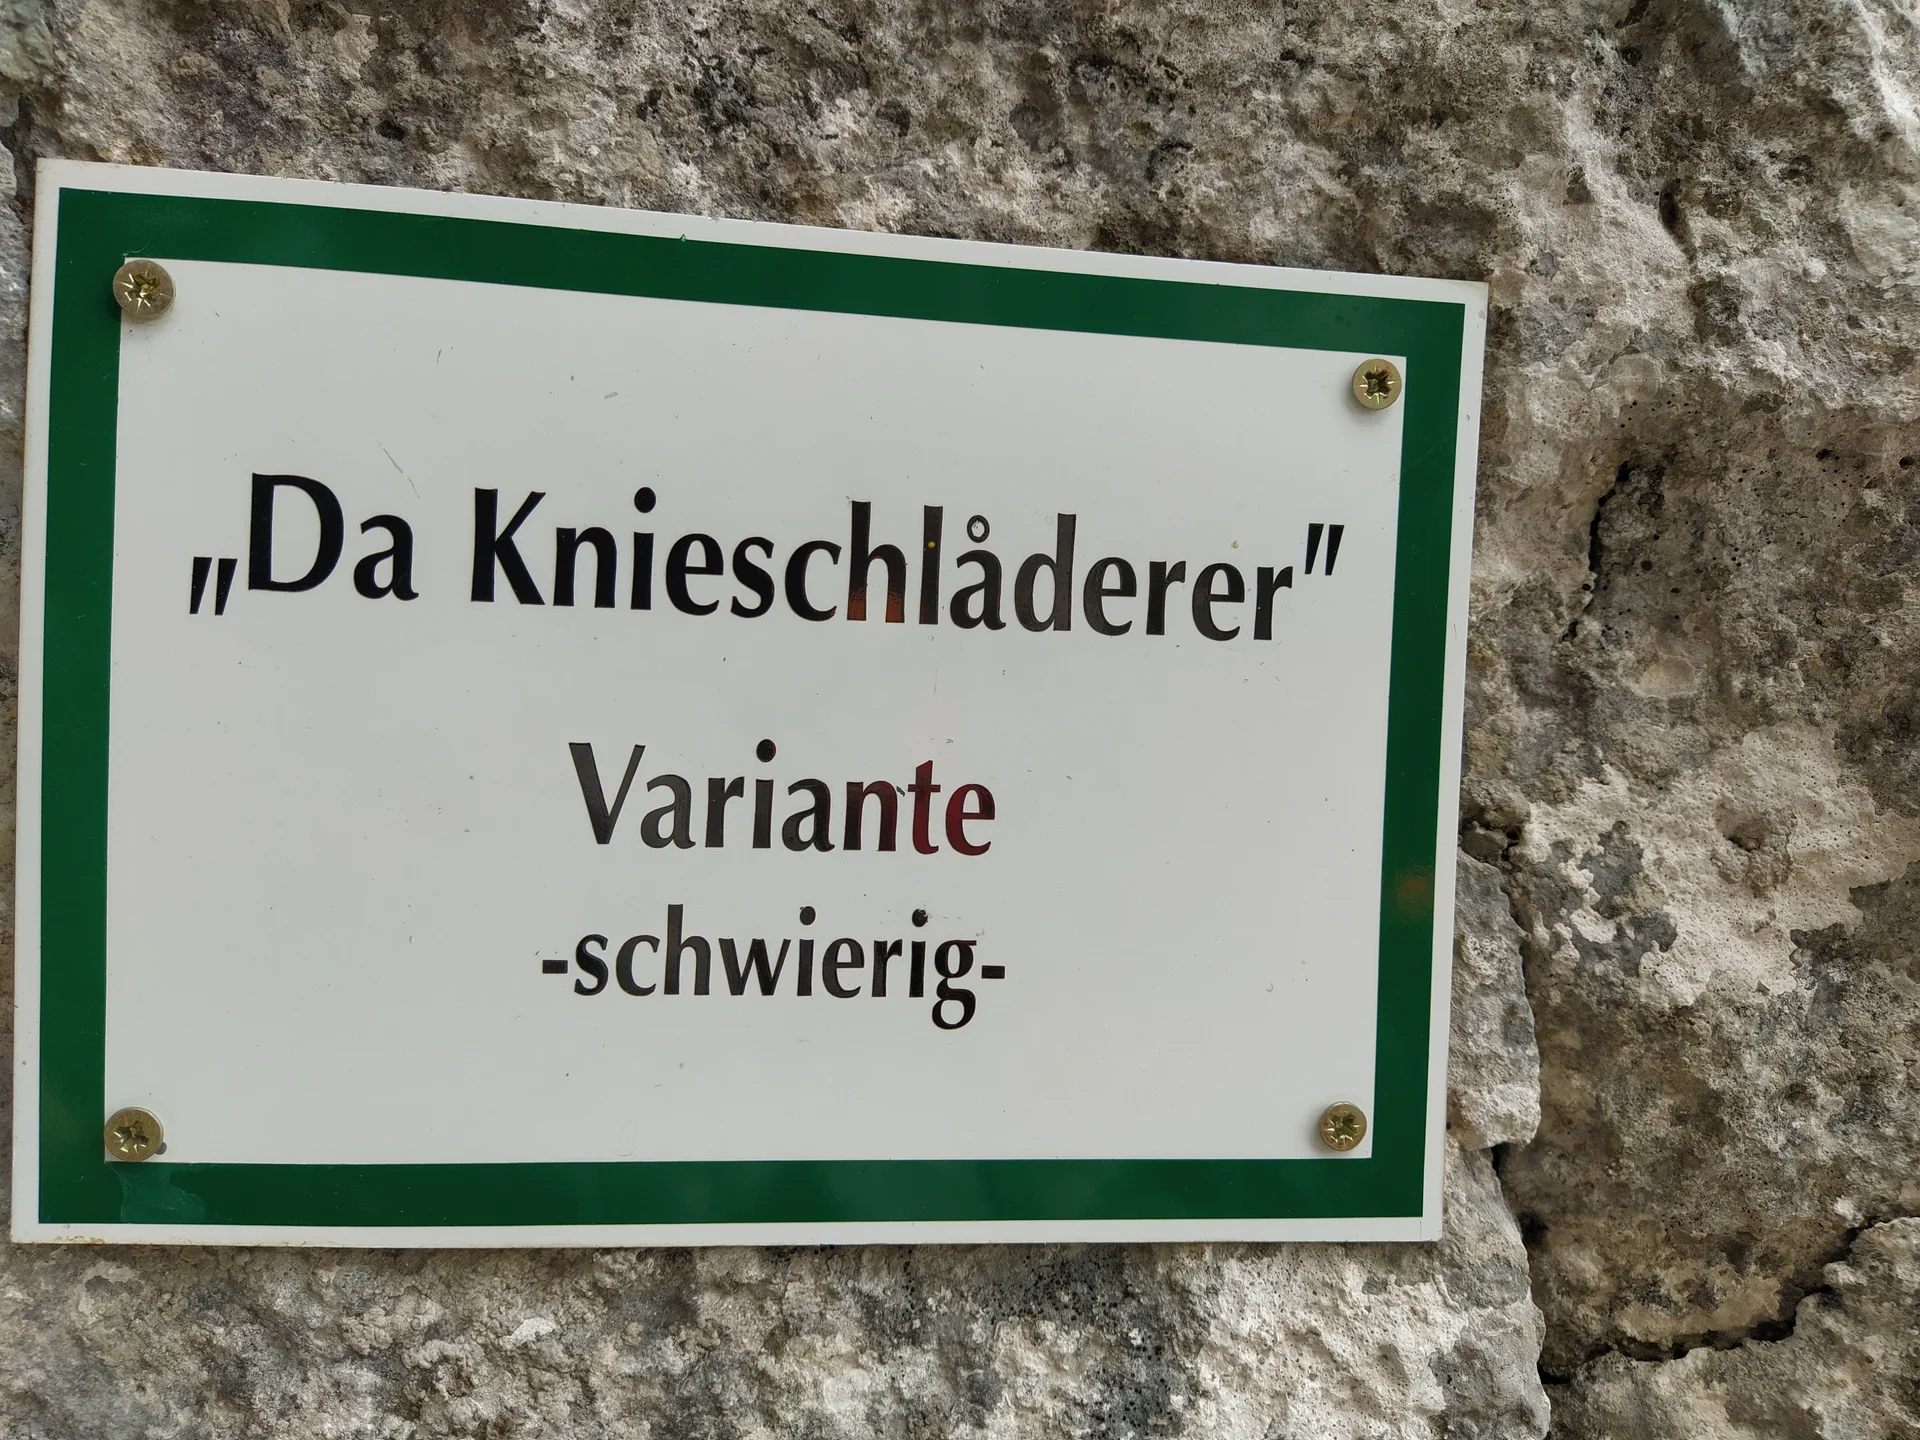 „Da Knieschlåderer"
Variante
-schwierig-